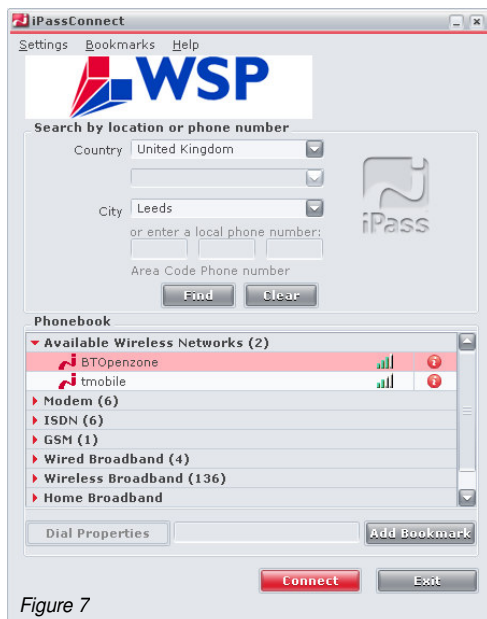 iPassConnect
Settings Bookmarks Help
WSP
Search by location or phone number
Country United Kingdom
City Leeds
or enter a local phone number:
Area Code Phone number
iPass
Find Clear
Phonebook
Available Wireless Networks (2)
BTOpenzone
tmobile
Modem (6)
ISDN (6)
GSM (1)
Wired Broadband (4)
Wireless Broadband (136)
Home Broadband
Dial Properties Add Bookmark
Connect Exit
Figure 7